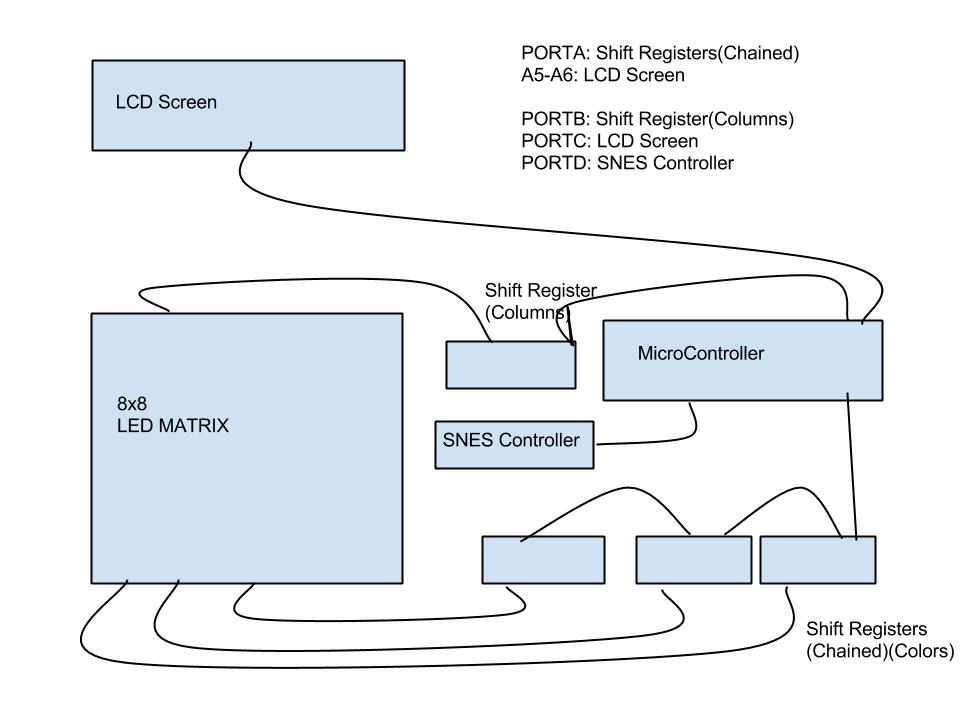 PORTA: Shift Registers(Chained)
A5-A6: LCD Screen
PORTB: Shift Register(Columns)
PORTC: LCD Screen
PORTD: SNES Controller
LCD Screen
Shift Register
(Columns)
MicroController
8x8
LED MATRIX
SNES Controller
Shift Registers
(Chained)(Colors)